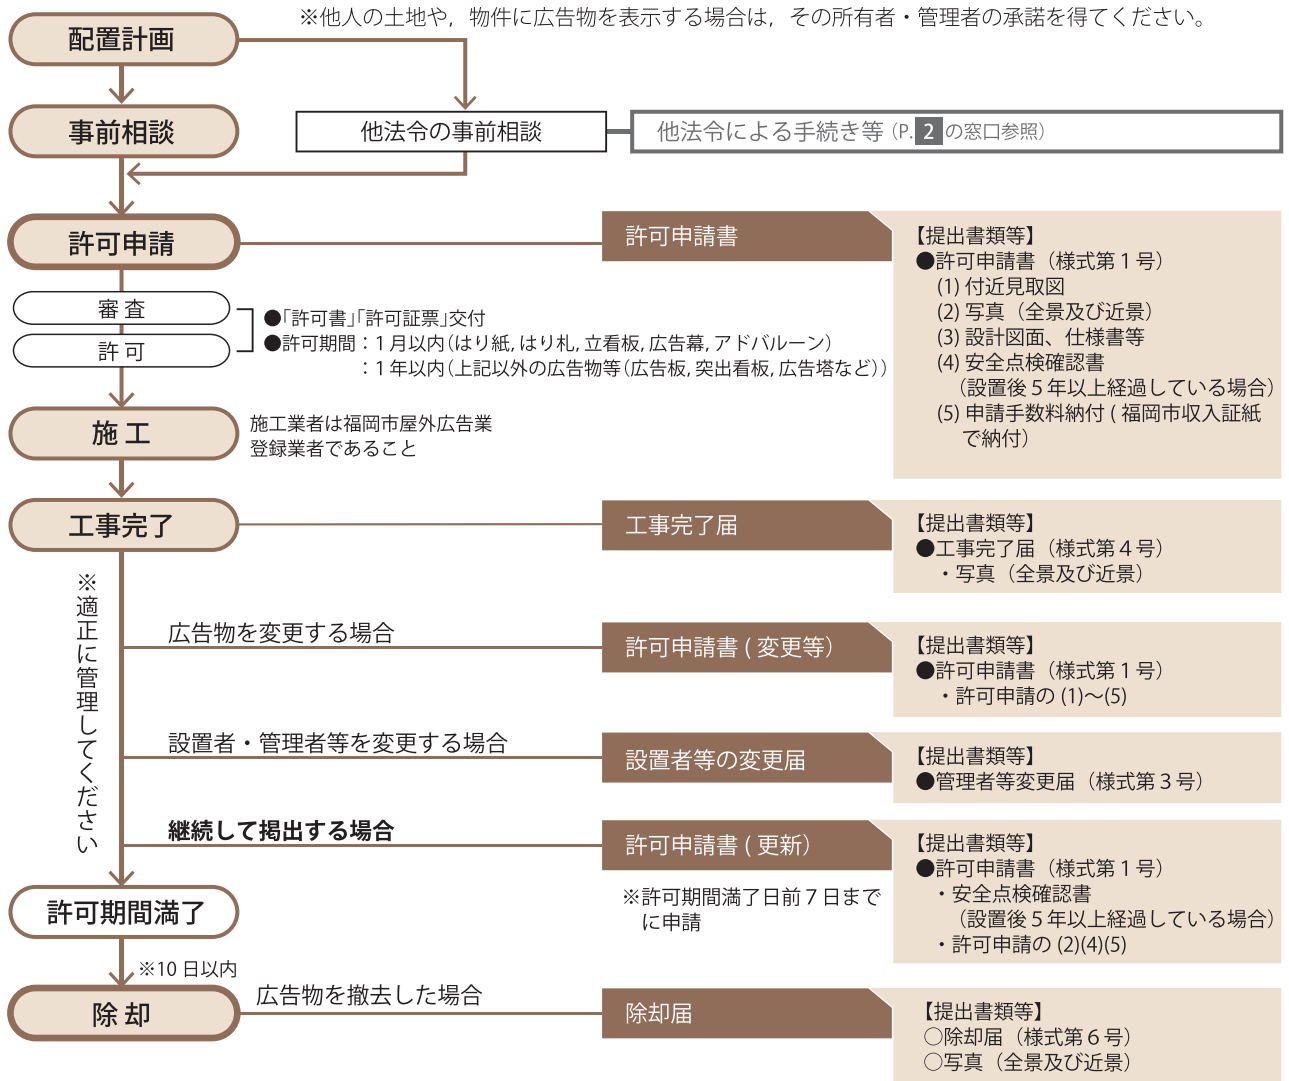 ※他人の土地や，物件に広告物を表示する場合は，その所有者・管理者の承諾を得てください。
配置計画
事前相談
他法令の事前相談
他法令による手続き等（P. 2 の窓口参照）
許可申請
許可申請書
【提出書類等】
●許可申請書（様式第１号）
(1) 付近見取図
(2) 写真（全景及び近景）
(3) 設計図面、仕様書等
(4) 安全点検確認書
（設置後５年以上経過している場合）
(5) 申請手数料納付 ( 福岡市収入証紙
で納付）
審 査
許 可
●「許可書」「許可証票」交付
●許可期間：１月以内（はり紙，はり札，立看板，広告幕，アドバルーン）
：１年以内（上記以外の広告物等（広告板，突出看板，広告塔など））
施 工
施工業者は福岡市屋外広告業
登録業者であること
工事完了
工事完了届
【提出書類等】
●工事完了届（様式第４号）
・写真（全景及び近景）
※適正に管理してください
広告物を変更する場合
許可申請書 ( 変更等）
【提出書類等】
●許可申請書（様式第１号）
・許可申請の (1)～(5)
設置者・管理者等を変更する場合
設置者等の変更届
【提出書類等】
●管理者等変更届（様式第３号）
継続して掲出する場合
許可申請書 ( 更新）
※許可期間満了日前７日まで
に申請
【提出書類等】
●許可申請書（様式第１号）
・安全点検確認書
（設置後５年以上経過している場合）
・許可申請の (2)(4)(5)
許可期間満了
※10 日以内
除 却
広告物を撤去した場合
除却届
【提出書類等】
○除却届（様式第６号）
○写真（全景及び近景）